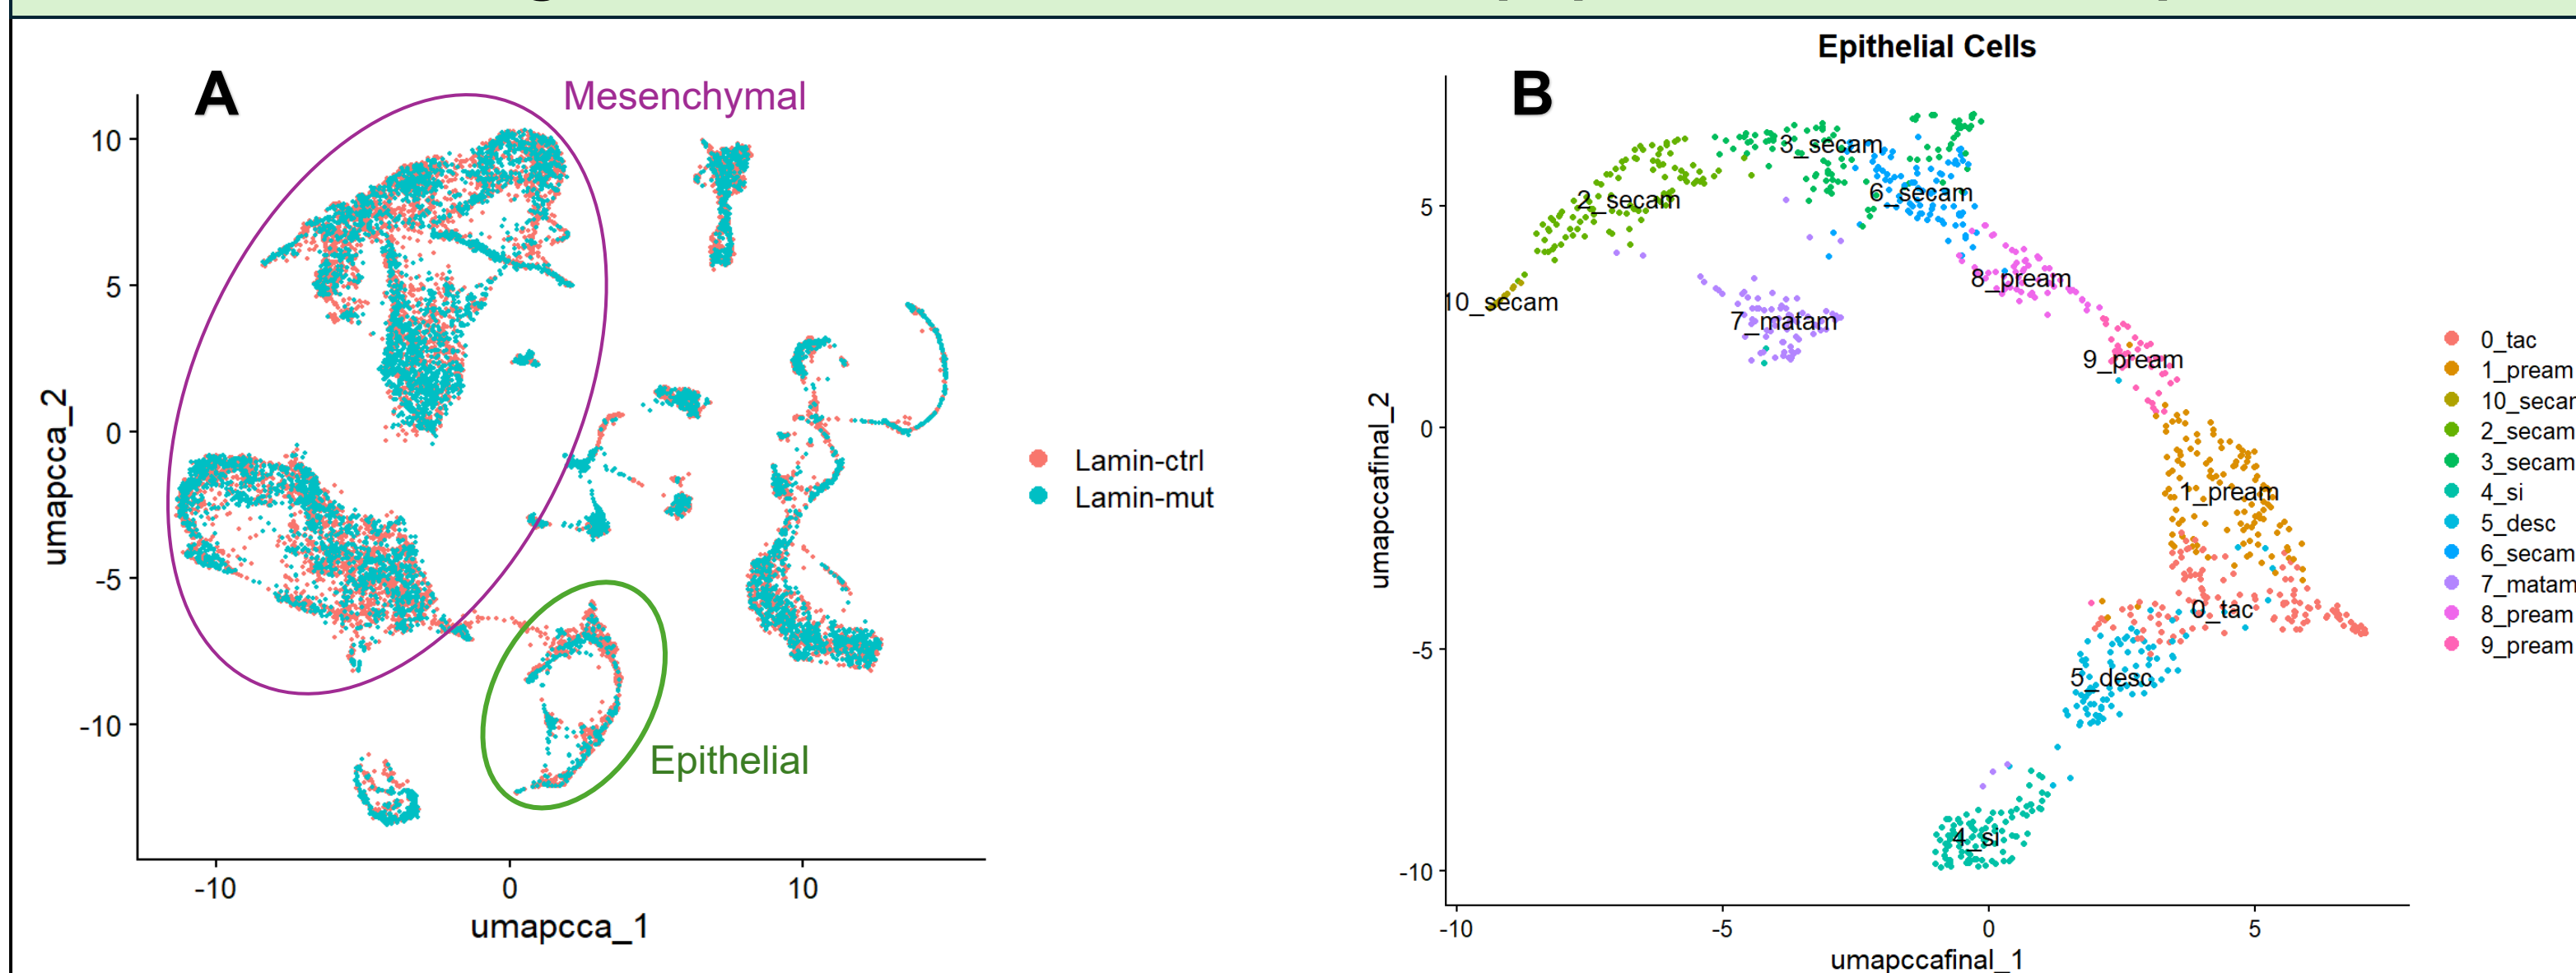 A
Mesenchymal
10
5
0
-5
-10
umapcca_2
-10
0
10
umapcca_1
Epithelial
Lamin-ctrl
Lamin-mut
Epithelial Cells
B
5
0
-5
-10
umapccafinal_2
3_secam
2_secam
6_secam
10_secam
8_pream
7_matam
9_pream
1_pream
0_tac
5_desc
4_si
-10
-5
0
5
umapccafinal_1
0_tac
1_pream
10_secar
2_secam
3_secam
4_si
5_desc
6_secam
7_matam
8_pream
9_pream